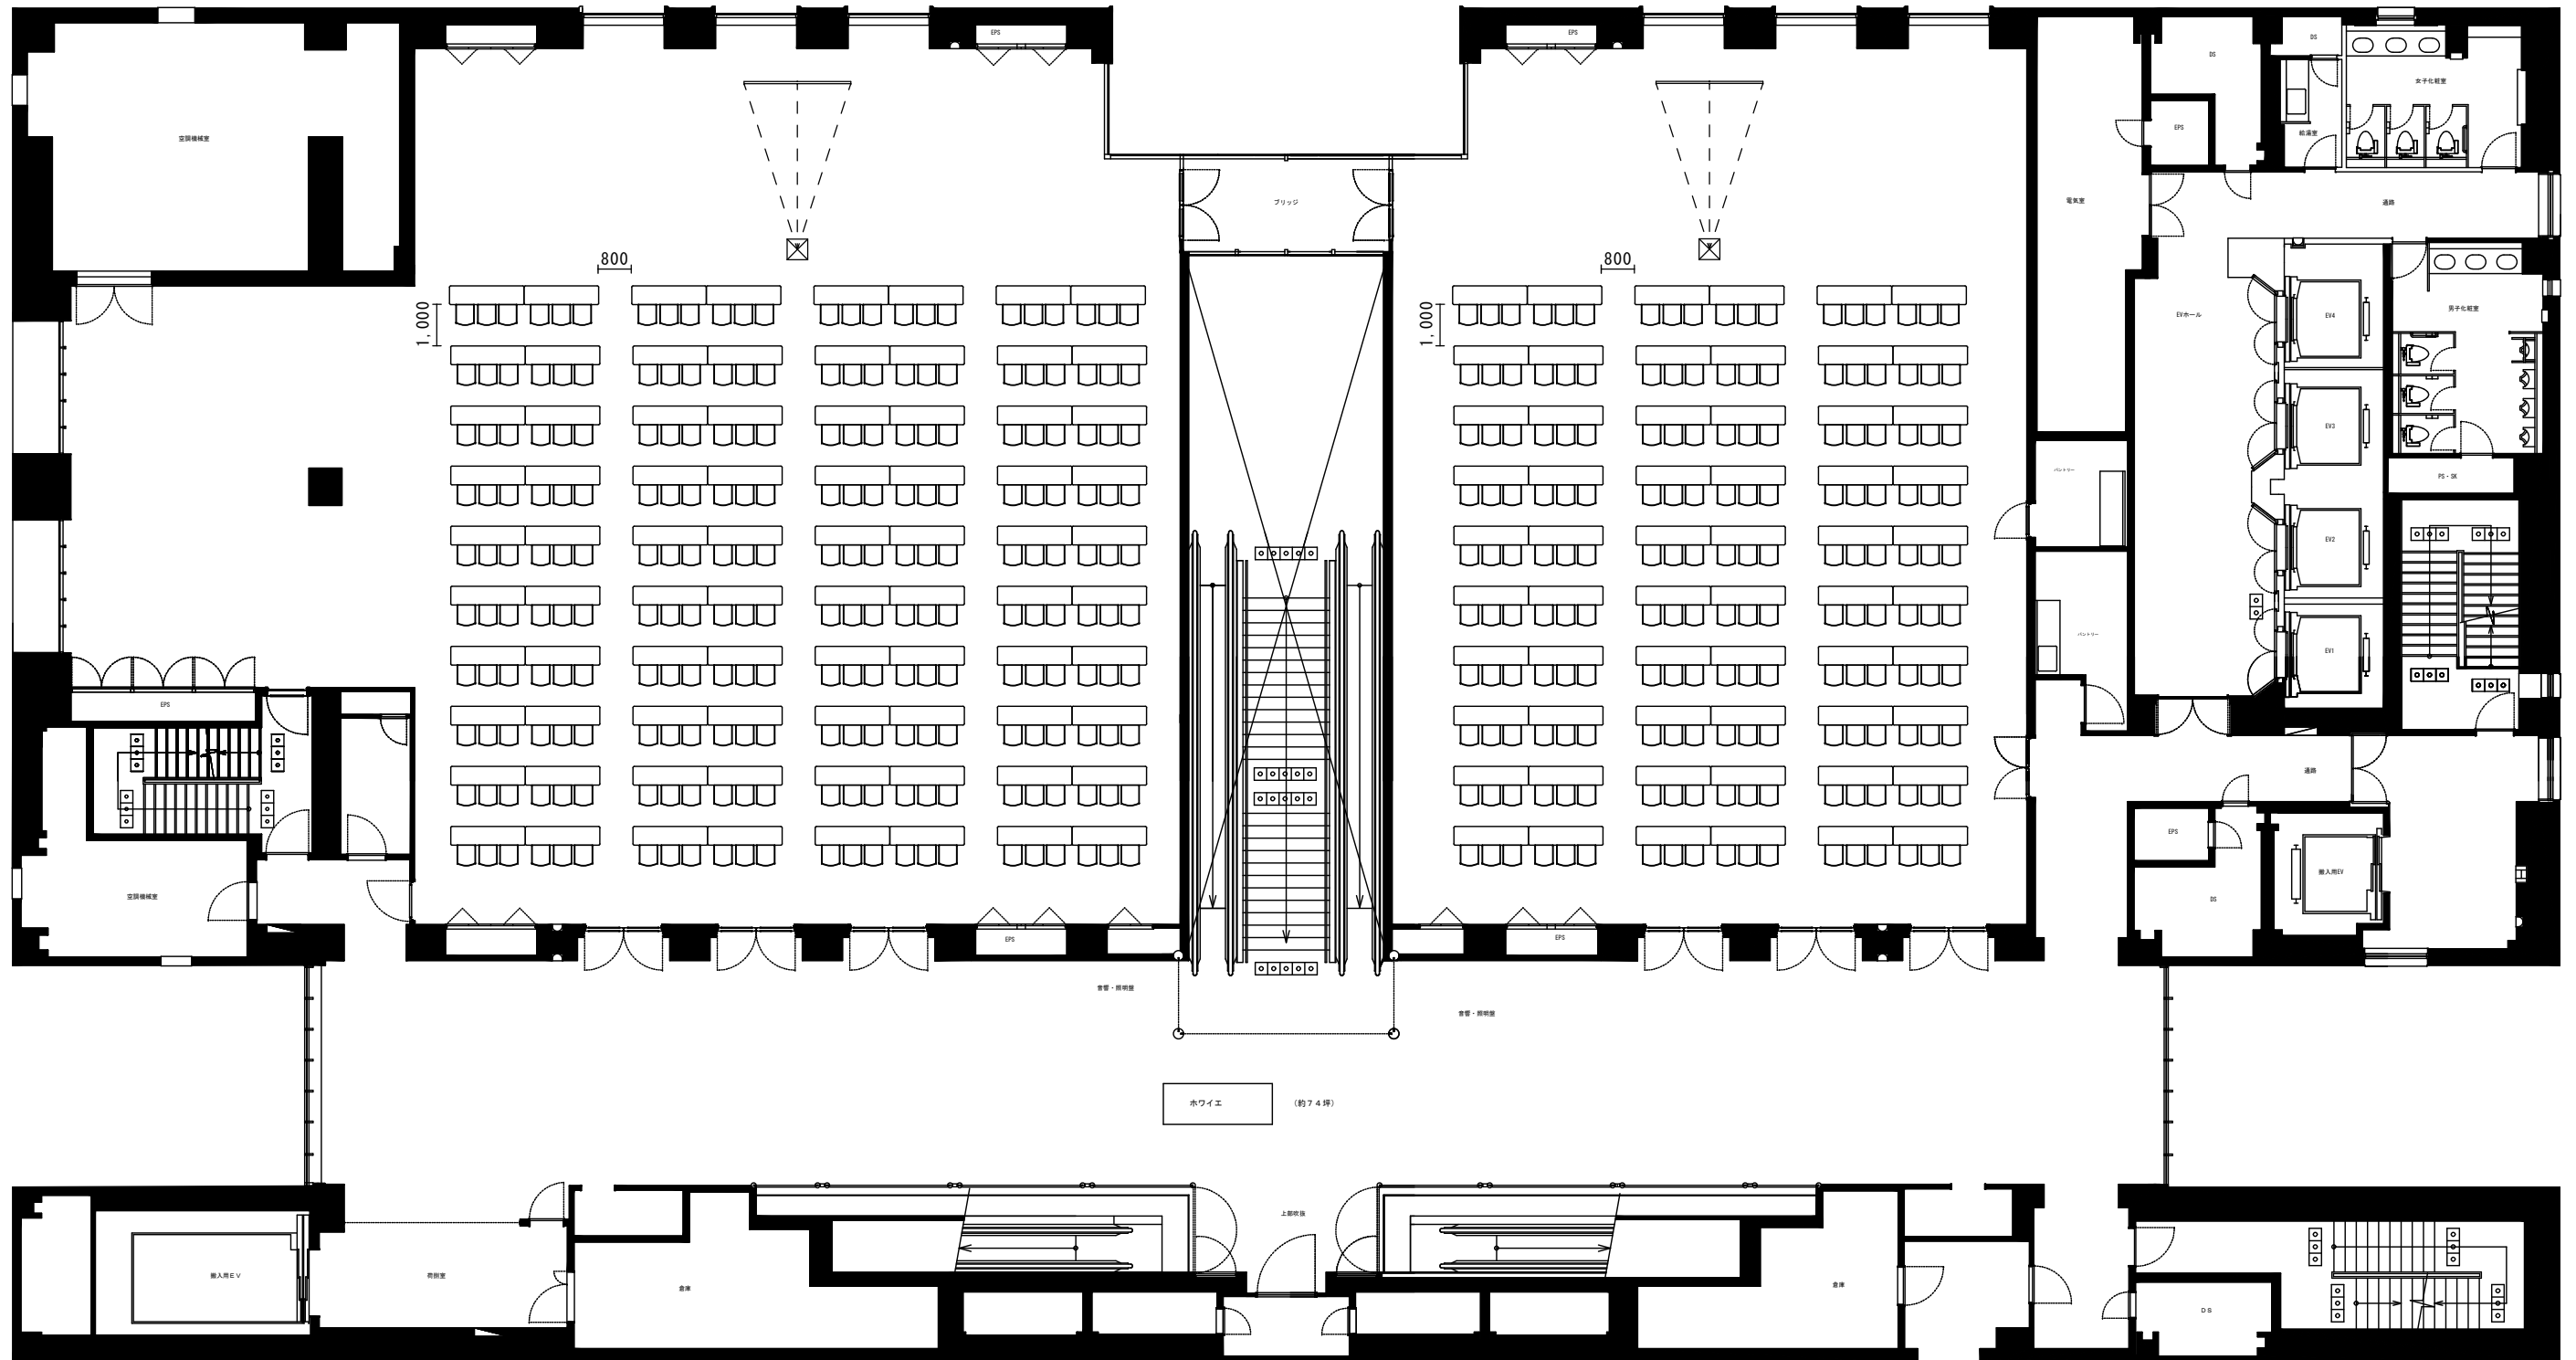 EPS
EPS
DS
DS
女子化粧室
EPS
給湯室
空調機械室
ブリッジ
電気室
通路
800
800
1,000
1,000
EVホール
EV4
男子化粧室
EV3
パントリー
PS・SK
EV2
パントリー
EV1
EPS
通路
EPS
搬入用EV
空調機械室
DS
EPS
EPS
音響・照明盤
音響・照明盤
ホワイエ
(約74坪)
上部吹抜
搬入用EV
荷捌室
倉庫
倉庫
DS